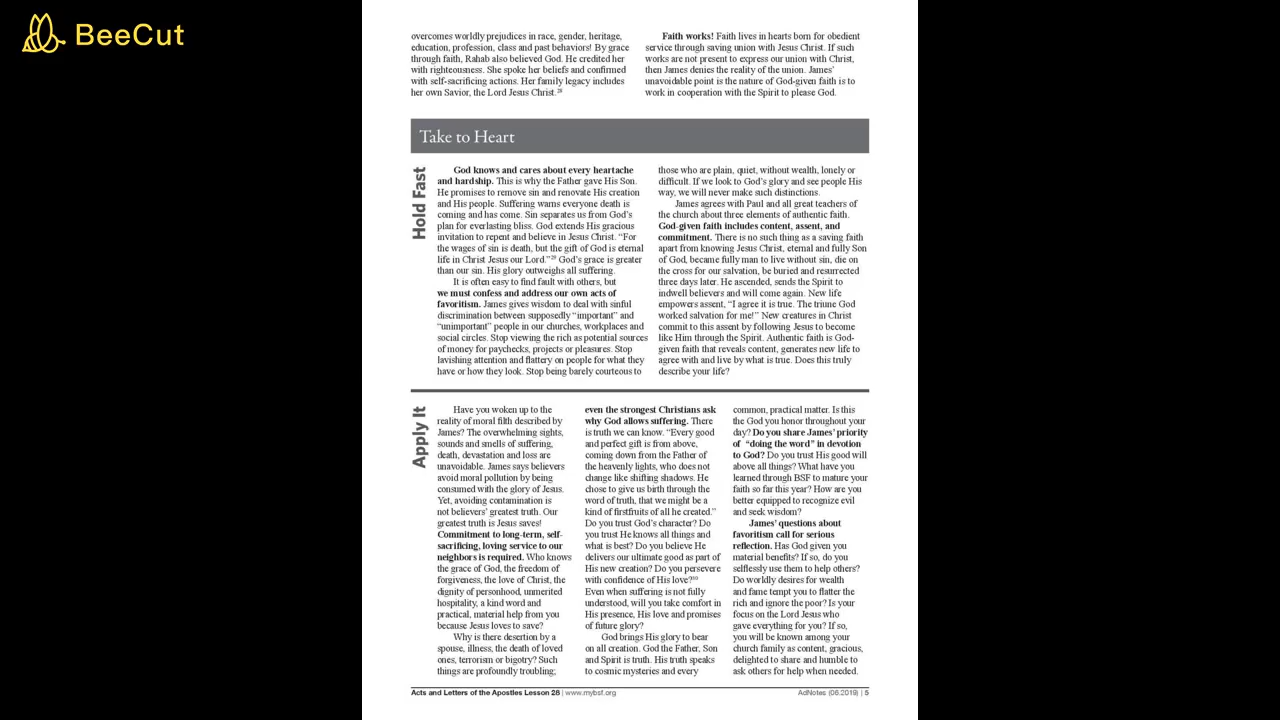 BeeCut
overcomes worldly prejudices in race, gender, heritage,
education, profession, class and past behaviors! By grace
through faith, Rahab also believed God. He credited her
with righteousness. She spoke her beliefs and confirmed
with self-sacrificing actions. Her family legacy includes
her own Savior, the Lord Jesus Christ.28
Faith works! Faith lives in hearts born for obedient
service through saving union with Jesus Christ. If such
works are not present to express our union with Christ,
then James denies the reality of the union. James’
unavoidable point is the nature of God-given faith is to
work in cooperation with the Spirit to please God.
Take to Heart
Hold Fast
God knows and cares about every heartache
and hardship. This is why the Father gave His Son.
He promises to remove sin and renovate His creation
and His people. Suffering warns everyone death is
coming and has come. Sin separates us from God’s
plan for everlasting bliss. God extends His gracious
invitation to repent and believe in Jesus Christ. “For
the wages of sin is death, but the gift of God is eternal
life in Christ Jesus our Lord.”29 God’s grace is greater
than our sin. His glory outweighs all suffering.
It is often easy to find fault with others, but
we must confess and address our own acts of
favoritism. James gives wisdom to deal with sinful
discrimination between supposedly “important” and
“unimportant” people in our churches, workplaces and
social circles. Stop viewing the rich as potential sources
of money for paychecks, projects or pleasures. Stop
lavishing attention and flattery on people for what they
have or how they look. Stop being barely courteous to
those who are plain, quiet, without wealth, lonely or
difficult. If we look to God’s glory and see people His
way, we will never make such distinctions.
James agrees with Paul and all great teachers of
the church about three elements of authentic faith.
God-given faith includes content, assent, and
commitment. There is no such thing as a saving faith
apart from knowing Jesus Christ, eternal and fully Son
of God, became fully man to live without sin, die on
the cross for our salvation, be buried and resurrected
three days later. He ascended, sends the Spirit to
indwell believers and will come again. New life
empowers assent, “I agree it is true. The triune God
worked salvation for me!” New creatures in Christ
commit to this assent by following Jesus to become
like Him through the Spirit. Authentic faith is God-
given faith that reveals content, generates new life to
agree with and live by what is true. Does this truly
describe your life?
Apply It
Have you woken up to the
reality of moral filth described by
James? The overwhelming sights,
sounds and smells of suffering,
death, devastation and loss are
unavoidable. James says believers
avoid moral pollution by being
consumed with the glory of Jesus.
Yet, avoiding contamination is
not believers’ greatest truth. Our
greatest truth is Jesus saves!
Commitment to long-term, self-
sacrificing, loving service to our
neighbors is required. Who knows
the grace of God, the freedom of
forgiveness, the love of Christ, the
dignity of personhood, unmerited
hospitality, a kind word and
practical, material help from you
because Jesus loves to save?
Why is there desertion by a
spouse, illness, the death of loved
ones, terrorism or bigotry? Such
things are profoundly troubling;
even the strongest Christians ask
why God allows suffering. There
is truth we can know. “Every good
and perfect gift is from above,
coming down from the Father of
the heavenly lights, who does not
change like shifting shadows. He
chose to give us birth through the
word of truth, that we might be a
kind of firstfruits of all he created.”
Do you trust God’s character? Do
you trust He knows all things and
what is best? Do you believe He
delivers our ultimate good as part of
His new creation? Do you persevere
with confidence of His love?30
Even when suffering is not fully
understood, will you take comfort in
His presence, His love and promises
of future glory?
God brings His glory to bear
on all creation. God the Father, Son
and Spirit is truth. His truth speaks
to cosmic mysteries and every
common, practical matter. Is this
the God you honor throughout your
day? Do you share James’ priority
of “doing the word” in devotion
to God? Do you trust His good will
above all things? What have you
learned through BSF to mature your
faith so far this year? How are you
better equipped to recognize evil
and seek wisdom?
James’ questions about
favoritism call for serious
reflection. Has God given you
material benefits? If so, do you
selflessly use them to help others?
Do worldly desires for wealth
and fame tempt you to flatter the
rich and ignore the poor? Is your
focus on the Lord Jesus who
gave everything for you? If so,
you will be known among your
church family as content, gracious,
delighted to share and humble to
ask others for help when needed.
Acts and Letters of the Apostles Lesson 28 | www.mybsf.org
AdNotes (06.2019) | 5